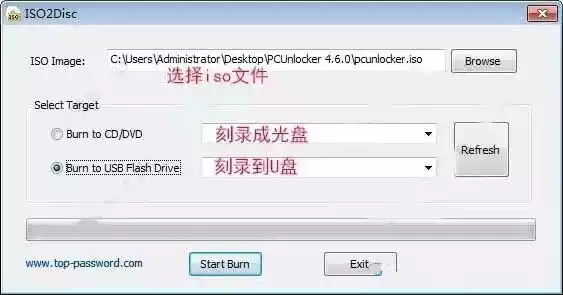 ISO2Disc
ISO Image: C:\Users\Administrator\Desktop\PCUnlocker 4.6.0\pcunlocker.iso Browse
选择iso文件
Select Target
Burn to CD/DVD 刻录成光盘
Refresh
Burn to USB Flash Drive 刻录到U盘
www.top-password.com Start Burn Exit